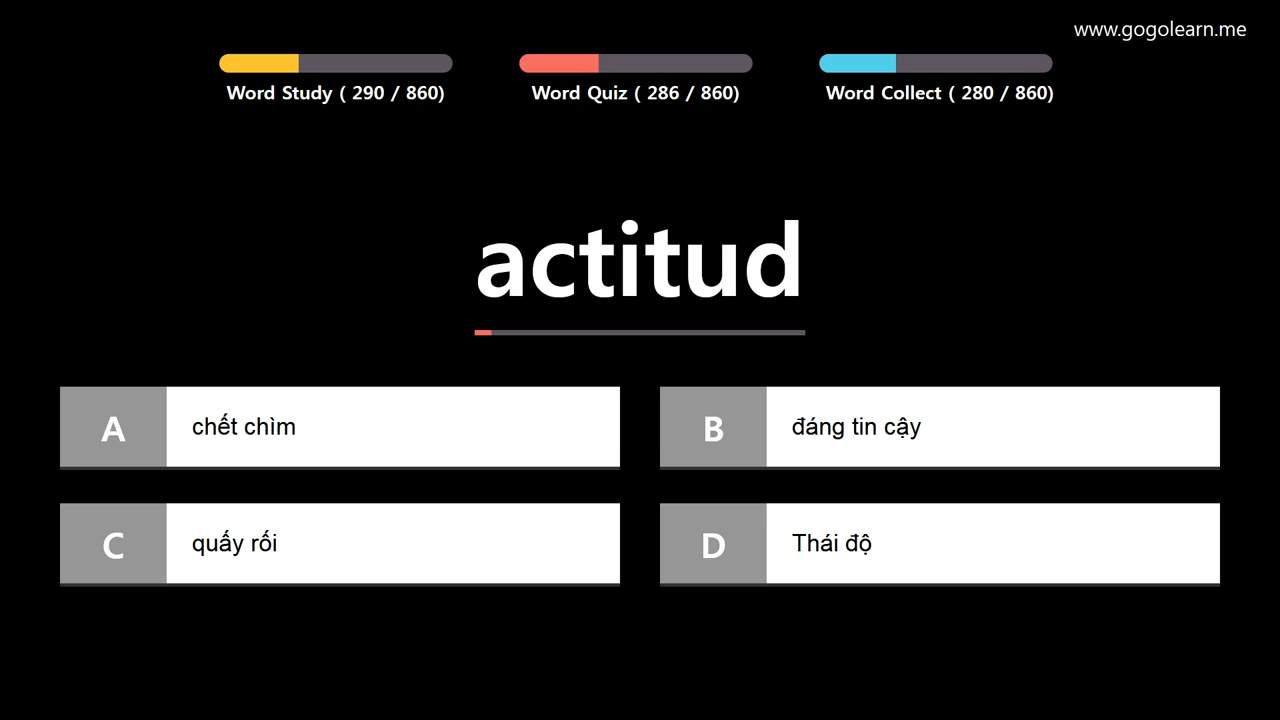 www.gogolearn.me
Word Study ( 290 / 860)
Word Quiz ( 286 / 860)
Word Collect ( 280 / 860)
actitud
A
chết chìm
B
đáng tin cậy
C
quấy rối
D
Thái độ